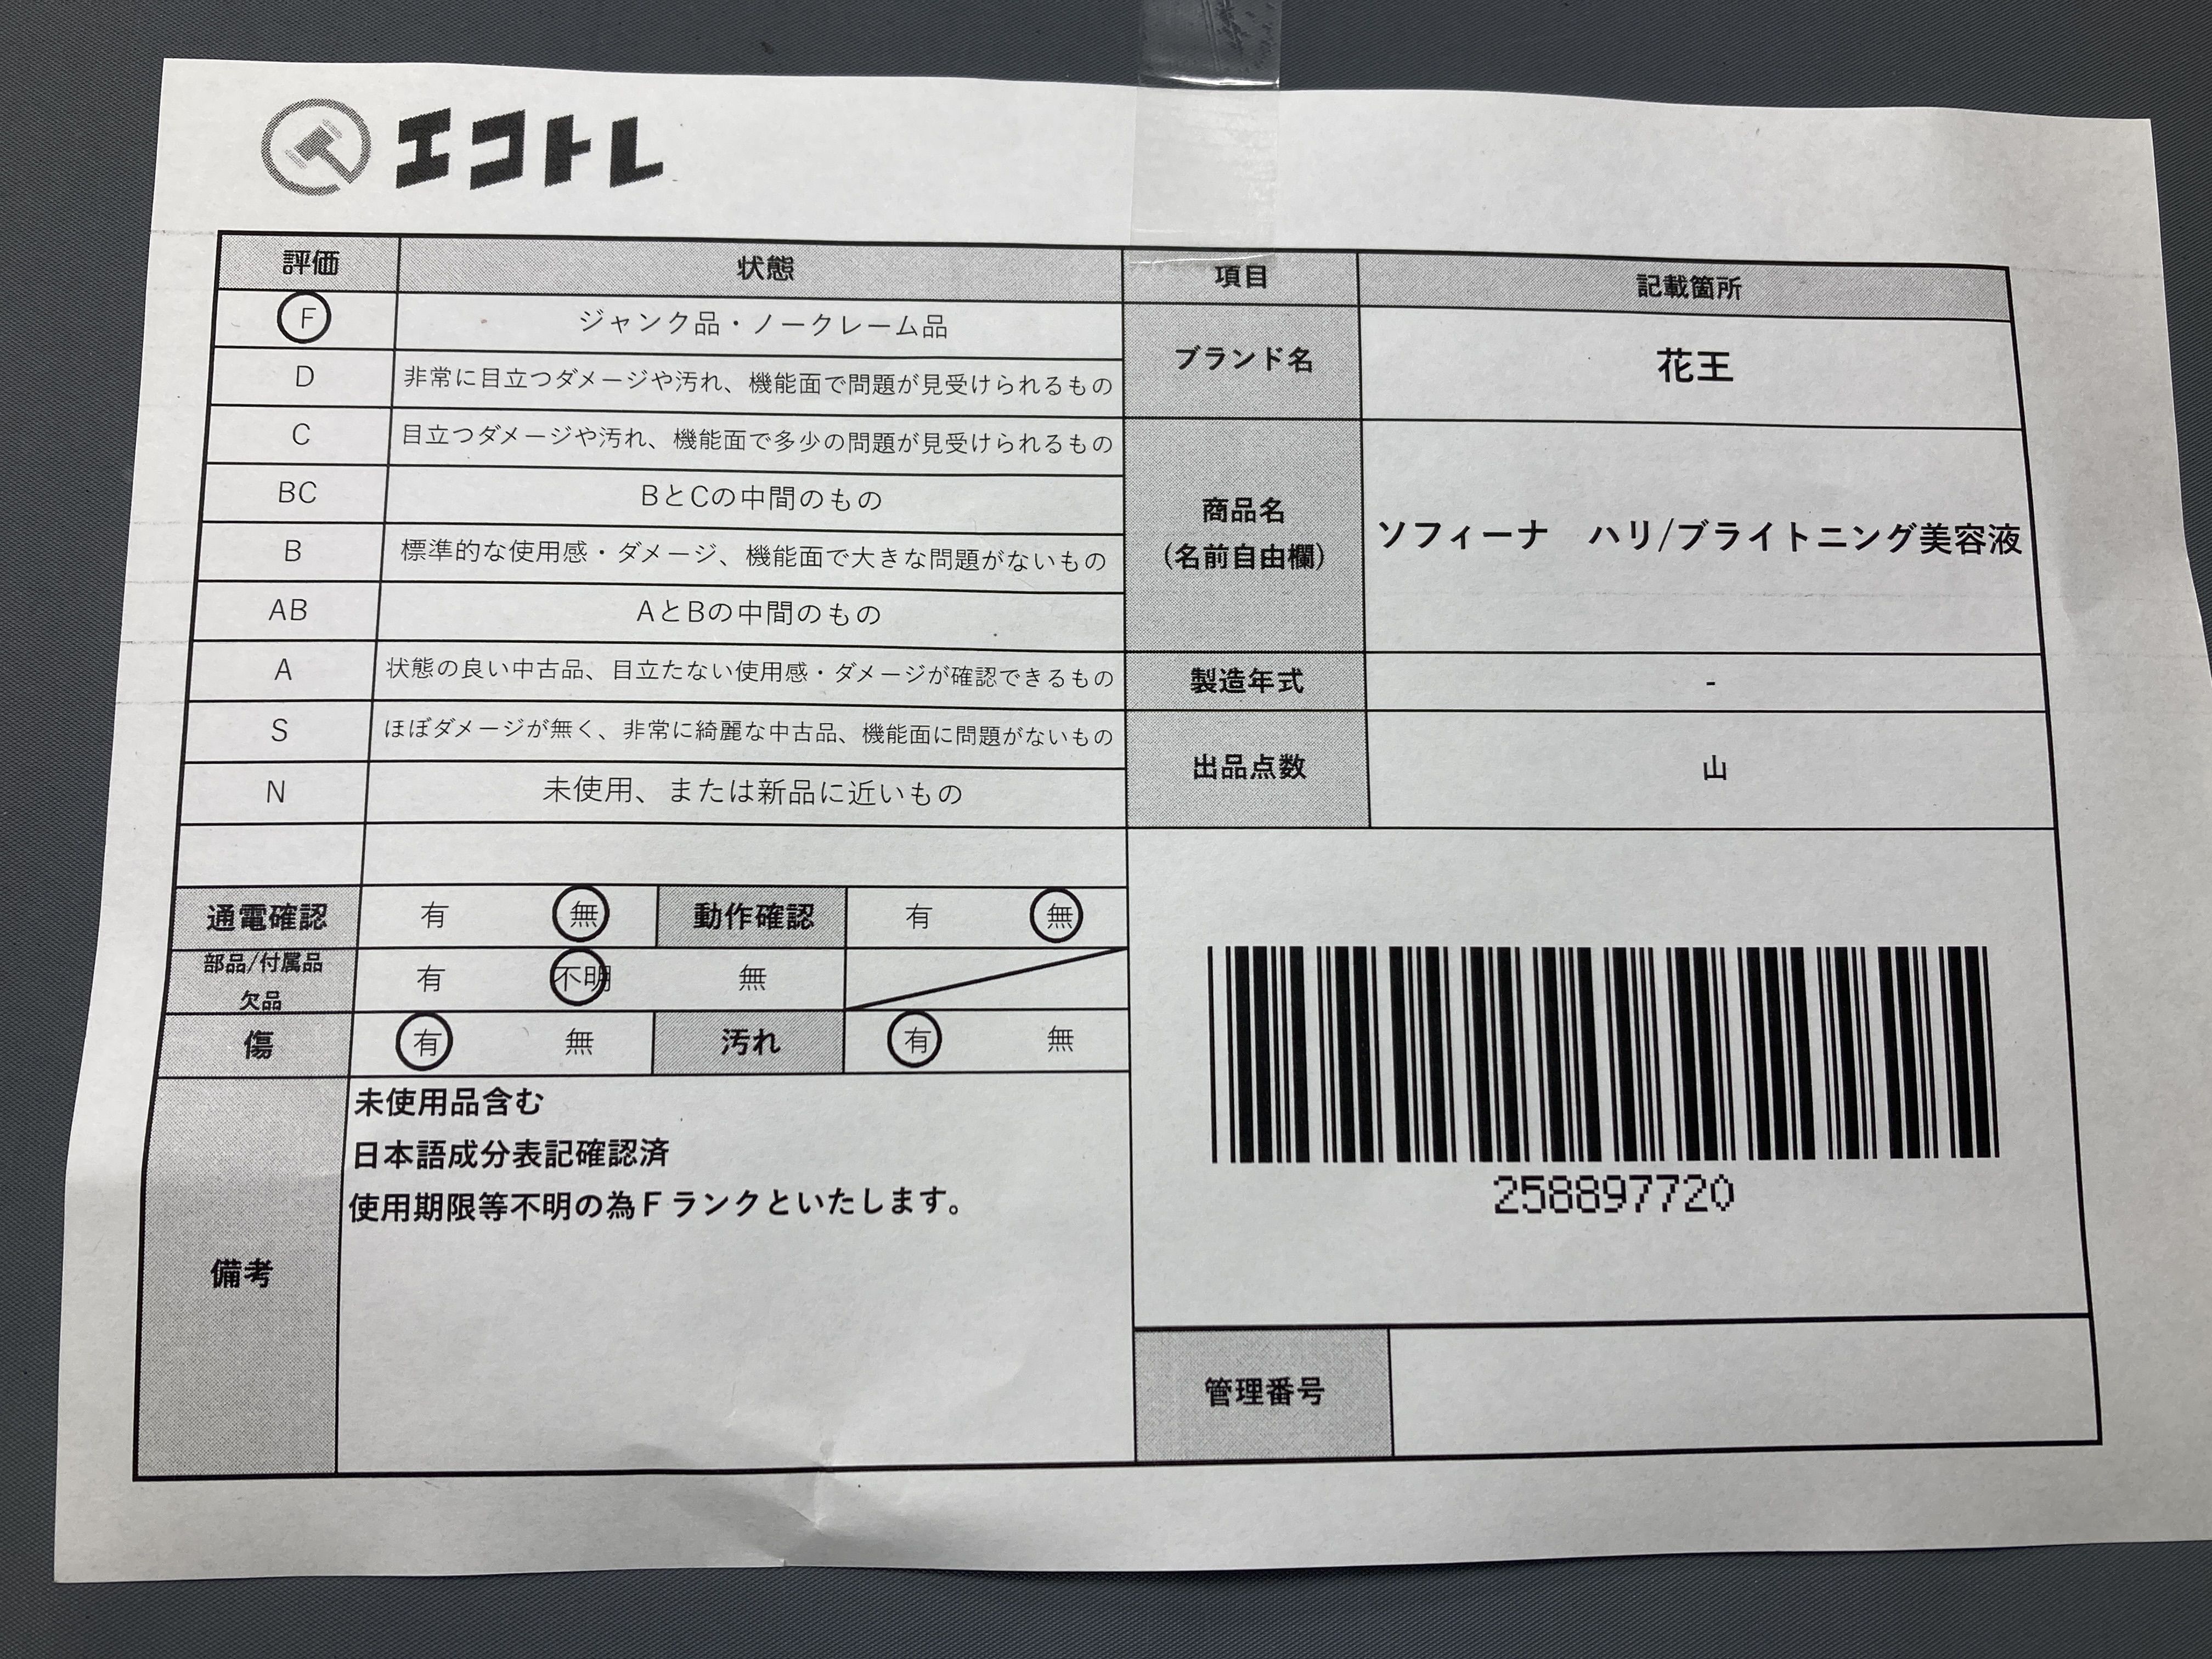 エコトレ
評価 状態 項目 記載箇所
F ジャンク品・ノークレーム品
D 非常に目立つダメージや汚れ、機能面で問題が見受けられるもの
C 目立つダメージや汚れ、機能面で多少の問題が見受けられるもの
BC BとCの中間のもの
B 標準的な使用感・ダメージ、機能面で大きな問題がないもの
AB AとBの中間のもの
A 状態の良い中古品、目立たない使用感・ダメージが確認できるもの
S ほぼダメージが無く、非常に綺麗な中古品、機能面に問題がないもの
N 未使用、または新品に近いもの
通電確認 有 無 動作確認 有 無
部品/付属品
欠品 有 不明 無
傷 有 無 汚れ 有 無
備考
未使用品含む
日本語成分表記確認済
使用期限等不明の為Fランクといたします。
ブランド名 花王
商品名
(名前自由欄) ソフィーナ ハリ/ブライトニング美容液
製造年式 -
出品点数 山
258897720
管理番号